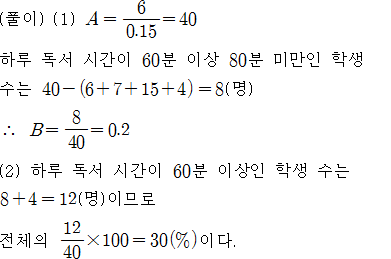 (풀이) (1) A = 6/0.15 = 40
하루 독서 시간이 60분 이상 80분 미만인 학생
수는 40-(6+7+15+4) = 8(명)
∴ B = 8/40 = 0.2
(2) 하루 독서 시간이 60분 이상인 학생 수는
8+4 = 12(명)이므로
전체의 12/40 × 100 = 30(%)이다.